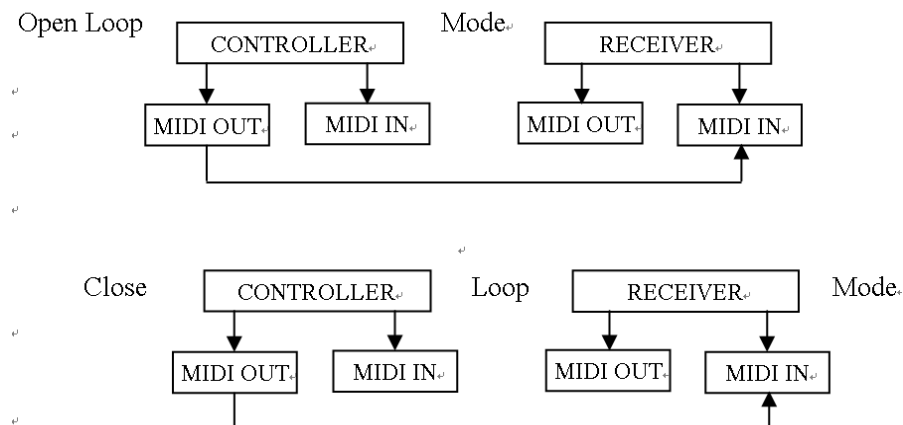 Open Loop CONTROLLER Mode RECEIVER
MIDI OUT MIDI IN MIDI OUT MIDI IN
Close CONTROLLER Loop RECEIVER Mode
MIDI OUT MIDI IN MIDI OUT MIDI IN